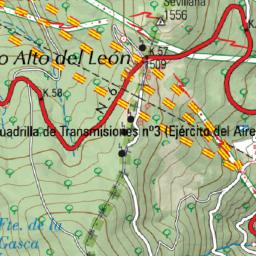 Sevillana
1556
o Alto del León
K.57
1509
K.58
uadrilla de Transmisiones nº3 (Ejército del Aire
N
Fte. de la
Gasca